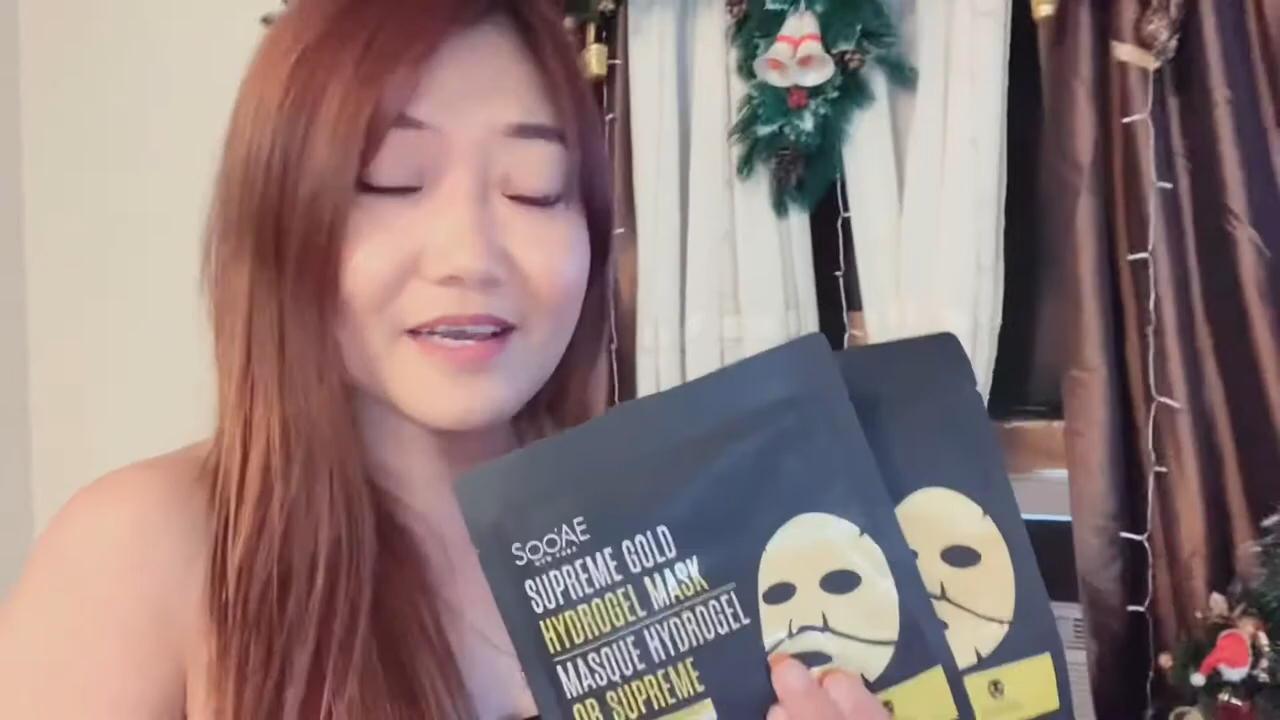 Soo'AE
NEW YORK
SUPREME GOLD
HYDROGEL MASK
MASQUE HYDROGEL
OR SUPREME